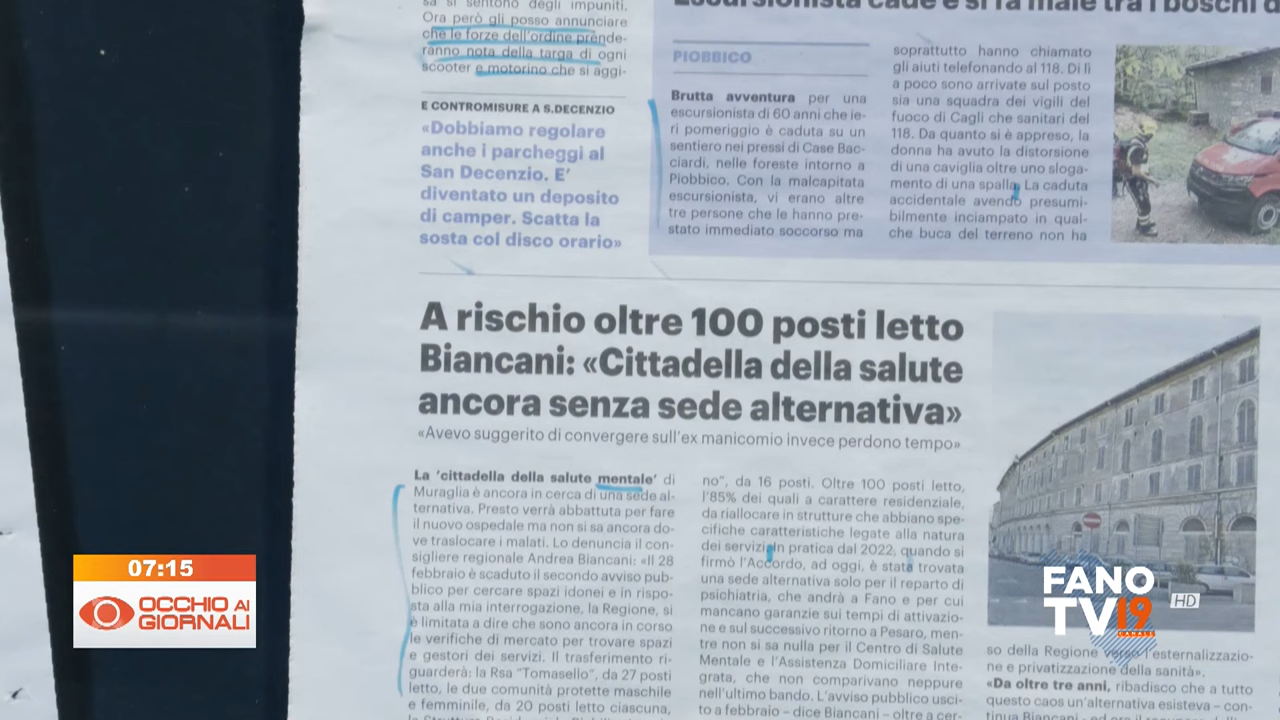 sa si sentono degli impuniti.
Ora però gli posso annunciare
che le forze dell'ordine prende-
ranno nota della targa di ogni
scooter e motorino che si aggi-
E CONTROMISURE A S.DECENZIO
«Dobbiamo regolare
anche i parcheggi al
San Decenzio. E'
diventato un deposito
di camper. Scatta la
sosta col disco orario»
Escursionista cade e si fa male tra i boschi d
PIOBBICO
Brutta avventura per una
escursionista di 60 anni che ie-
ri pomeriggio è caduta su un
sentiero nei pressi di Case Bac-
ciardi, nelle foreste intorno a
Piobbico. Con la malcapitata
escursionista, vi erano altre
tre persone che le hanno pre-
stato immediato soccorso ma
soprattutto hanno chiamato
gli aiuti telefonando al 118. Di lì
a poco sono arrivate sul posto
sia una squadra dei vigili del
fuoco di Cagli che sanitari del
118. Da quanto si è appreso, la
donna ha avuto la distorsione
di una caviglia oltre uno sloga-
mento di una spalla. La caduta
accidentale avendo presumi-
bilmente inciampato in qual-
che buca del terreno non ha
A rischio oltre 100 posti letto
Biancani: «Cittadella della salute
ancora senza sede alternativa»
«Avevo suggerito di convergere sull'ex manicomio invece perdono tempo»
La 'cittadella della salute mentale' di
Muraglia è ancora in cerca di una sede al-
ternativa. Presto verrà abbattuta per fare
il nuovo ospedale ma non si sa ancora do-
ve traslocare i malati. Lo denuncia il con-
sigliere regionale Andrea Biancani: «Il 28
febbraio è scaduto il secondo avviso pub-
blico per cercare spazi idonei e in rispo-
sta alla mia interrogazione, la Regione, si
è limitata a dire che sono ancora in corso
le verifiche di mercato per trovare spazi
e gestori dei servizi. Il trasferimento ri-
guarderà: la Rsa "Tomasello", da 27 posti
letto, le due comunità protette maschile
e femminile, da 20 posti letto ciascuna,
no", da 16 posti. Oltre 100 posti letto,
l'85% dei quali a carattere residenziale,
da riallocare in strutture che abbiano spe-
cifiche caratteristiche legate alla natura
dei servizi. In pratica dal 2022, quando si
firmò l'Accordo, ad oggi, è stata trovata
una sede alternativa solo per il reparto di
psichiatria, che andrà a Fano e per cui
mancano garanzie sui tempi di attivazio-
ne e sul successivo ritorno a Pesaro, men-
tre non si sa nulla per il Centro di Salute
Mentale e l'Assistenza Domiciliare Inte-
grata, che non comparivano neppure
nell'ultimo bando. L'avviso pubblico usci-
to a febbraio – dice Biancani – oltre a cer-
so della Regione verso l'esternalizzazio-
ne e privatizzazione della sanità».
«Da oltre tre anni, ribadisco che a tutto
questo caos un'alternativa esisteva – con-
tinua Biancani
07:15
OCCHIO AI
GIORNALI
FANO
TV19
CANALE
HD